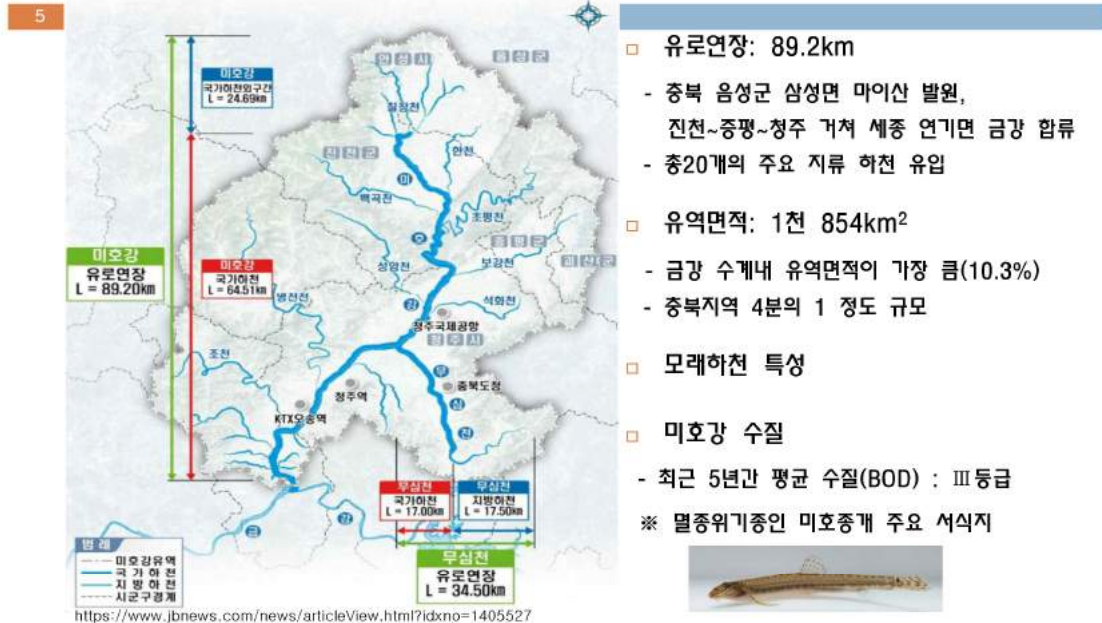 5
안성시
음성군
미호강
국가하천외구간
L = 24.69km
칠장천
진천군
한천
미
백곡천
초평천
호
증평군
괴산군
미호강
유로연장
L = 89.20km
미호강
국가하천
L = 64.51km
성암천
보강천
강
석화천
병천천
청주국제공항
청주시
조천
무
충북도청
청주역
심
KTX오송역
천
무심천
국가하천
L = 17.00km
무심천
지방하천
L = 17.50km
금
강
무심천
유로연장
L = 34.50km
범례
미호강유역
국가하천
지방하천
시군구경계
https://www.jbnews.com/news/articleView.html?idxno=1405527
□ 유로연장: 89.2km
- 충북 음성군 삼성면 마이산 발원,
진천~증평~청주 거쳐 세종 연기면 금강 합류
- 총20개의 주요 지류 하천 유입
□ 유역면적: 1천 854km²
- 금강 수계내 유역면적이 가장 큼(10.3%)
- 충북지역 4분의 1 정도 규모
□ 모래하천 특성
□ 미호강 수질
- 최근 5년간 평균 수질(BOD) : Ⅲ등급
※ 멸종위기종인 미호종개 주요 서식지